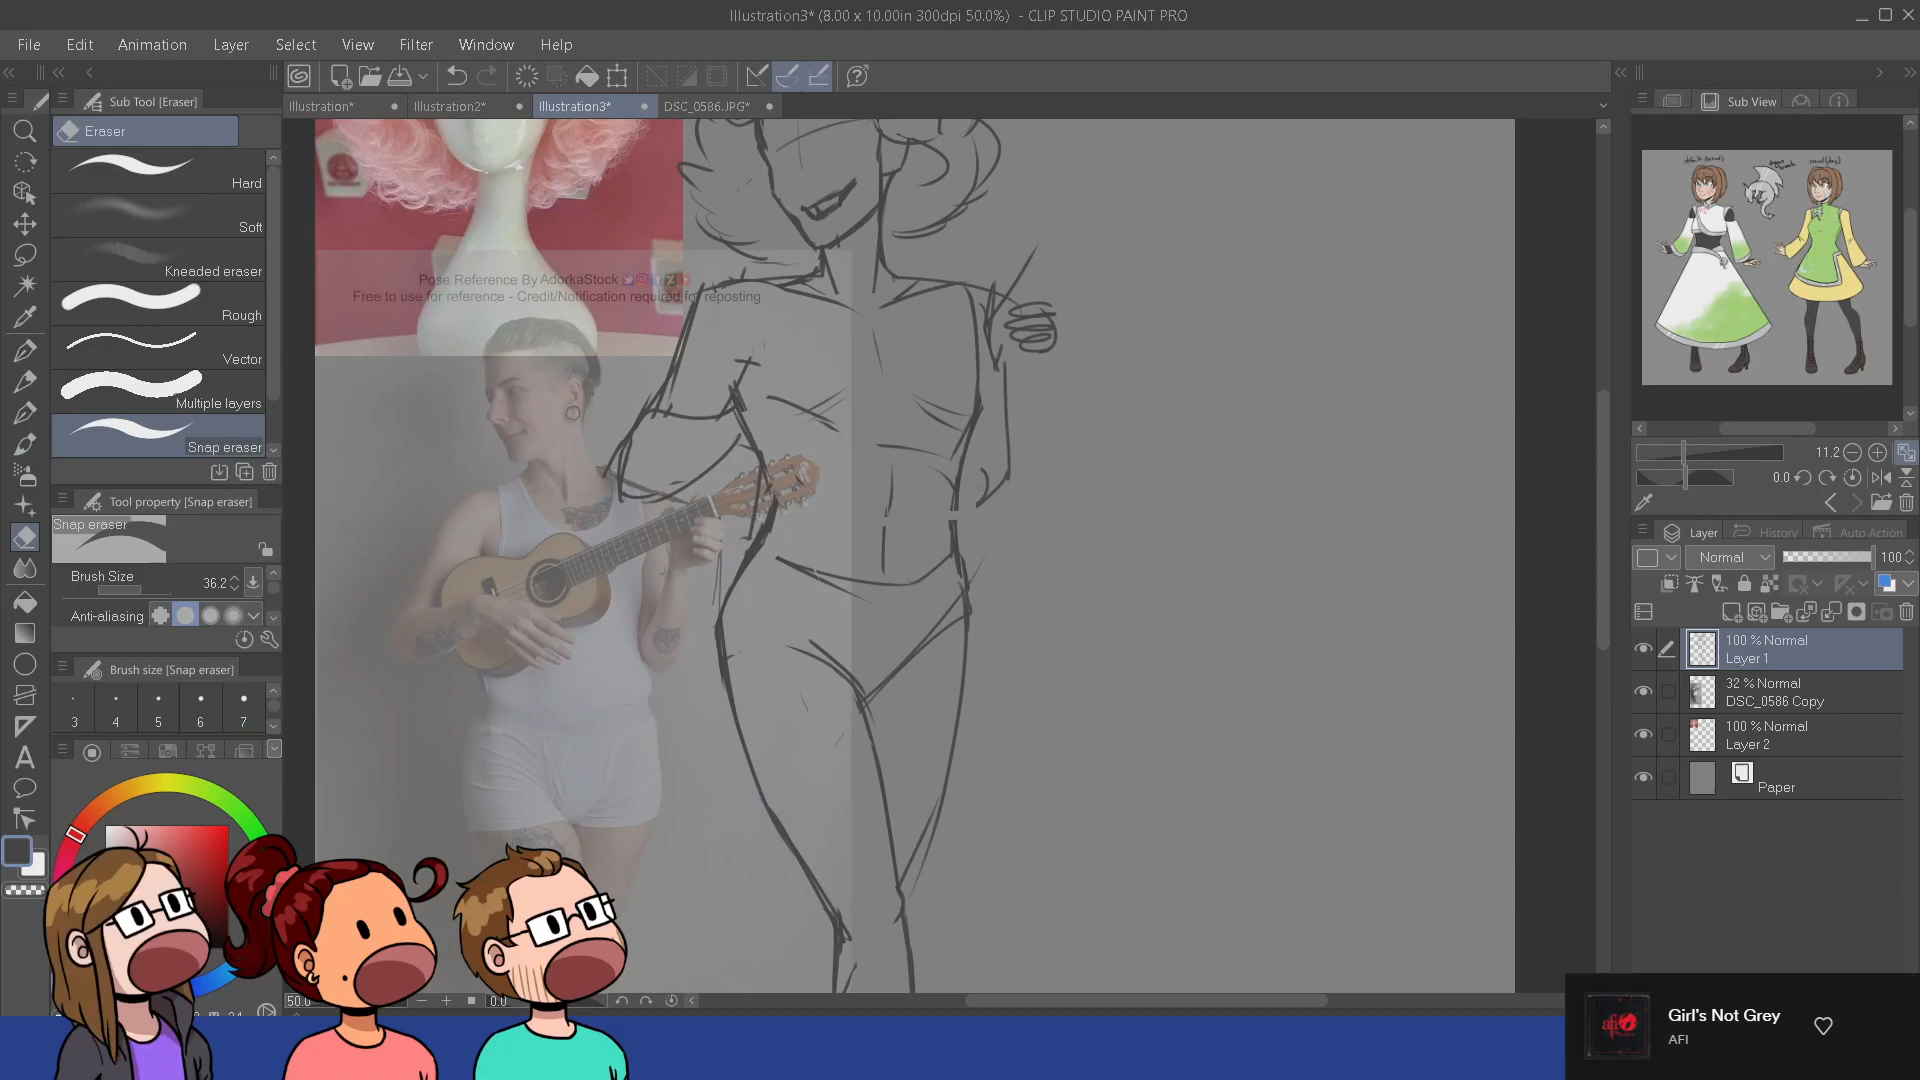 Illustration3* (8.00 x 10.00in 300dpi 50.0%) - CLIP STUDIO PAINT PRO
File Edit Animation Layer Select View Filter Window Help
Sub Tool [Eraser]
Eraser
Hard
Soft
Kneaded eraser
Rough
Vector
Multiple layers
Snap eraser
Tool property [Snap eraser]
Snap eraser
Brush Size 36.2
Anti-aliasing
Brush size [Snap eraser]
3 4 5 6 7
Illustration* Illustration2* Illustration3* DSC_0586.JPG*
Pose Reference By AdorkaStock
Free to use for reference - Credit/Notification required for reposting
50.0 0.0
Sub View
11.2
0.0
Layer History Auto Action
Normal 100
100 % Normal
Layer 1
32 % Normal
DSC_0586 Copy
100 % Normal
Layer 2
Paper
afi
Girl's Not Grey
AFI